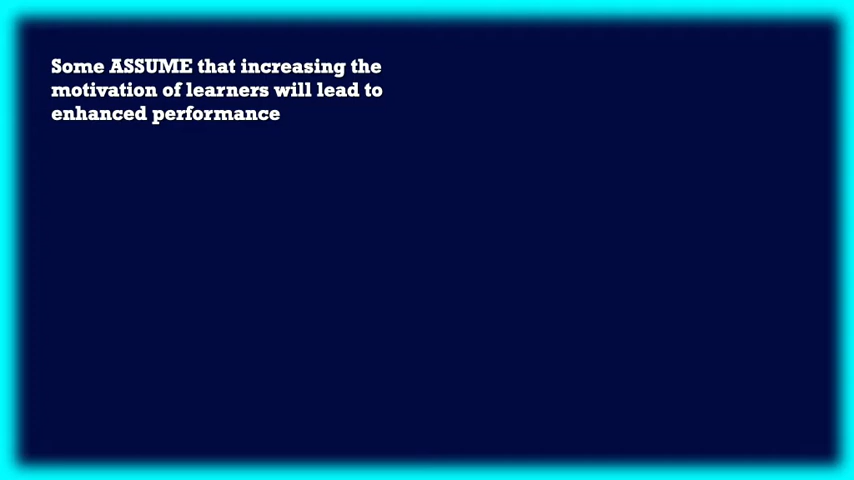 Some ASSUME that increasing the
motivation of learners will lead to
enhanced performance